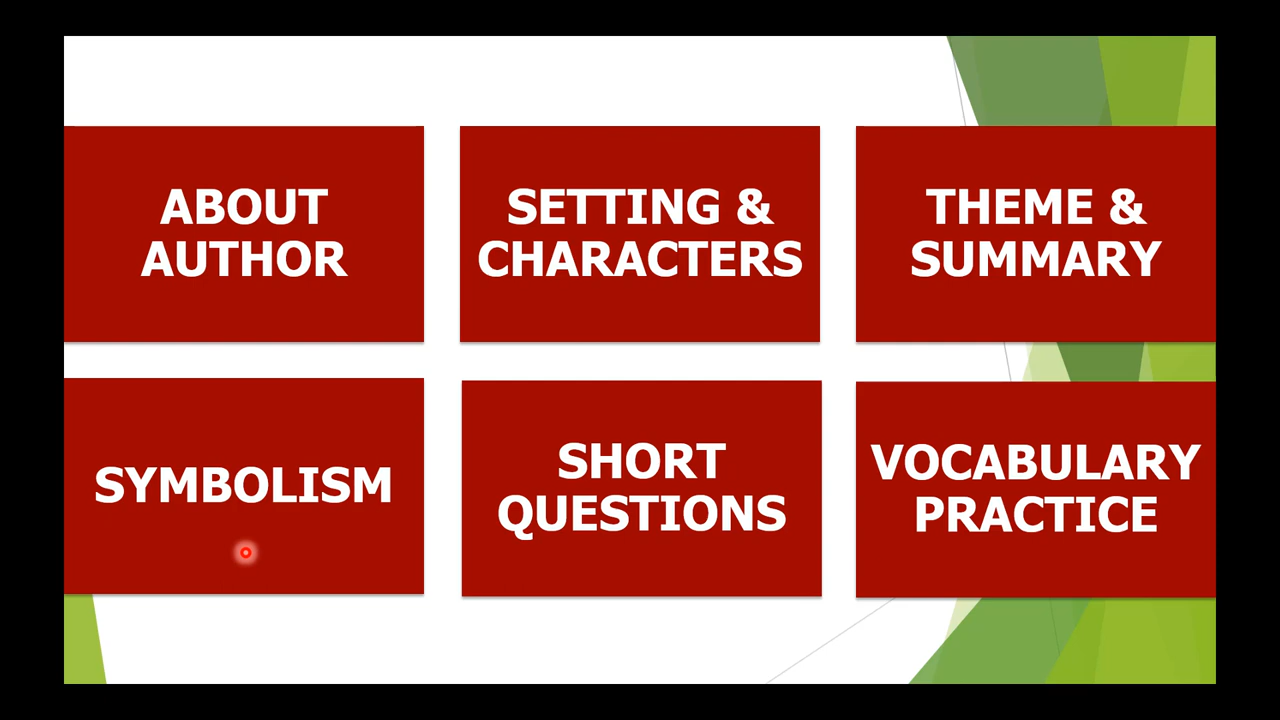 ABOUT
AUTHOR
SETTING &
CHARACTERS
THEME &
SUMMARY
SYMBOLISM
SHORT
QUESTIONS
VOCABULARY
PRACTICE